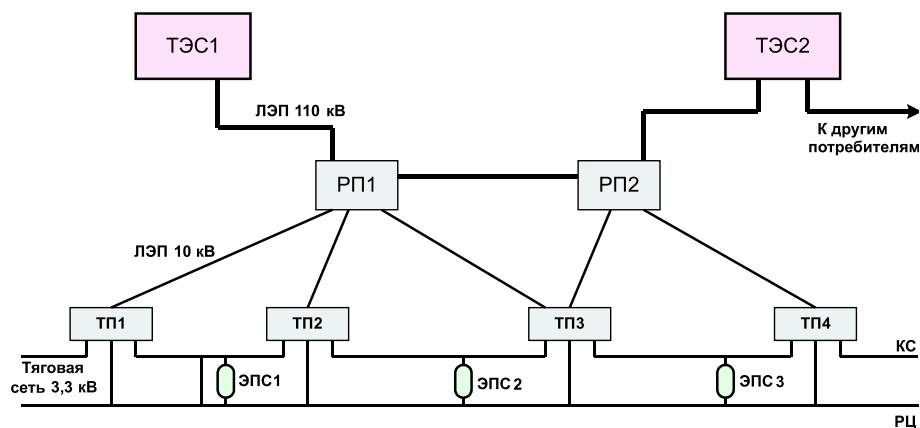 ТЭС1
ТЭС2
ЛЭП 110 кВ
К другим
потребителям
РП1
РП2
ЛЭП 10 кВ
ТП1
ТП2
ТП3
ТП4
КС
Тяговая
сеть 3,3 кВ
ЭПС1
ЭПС 2
ЭПС 3
РЦ